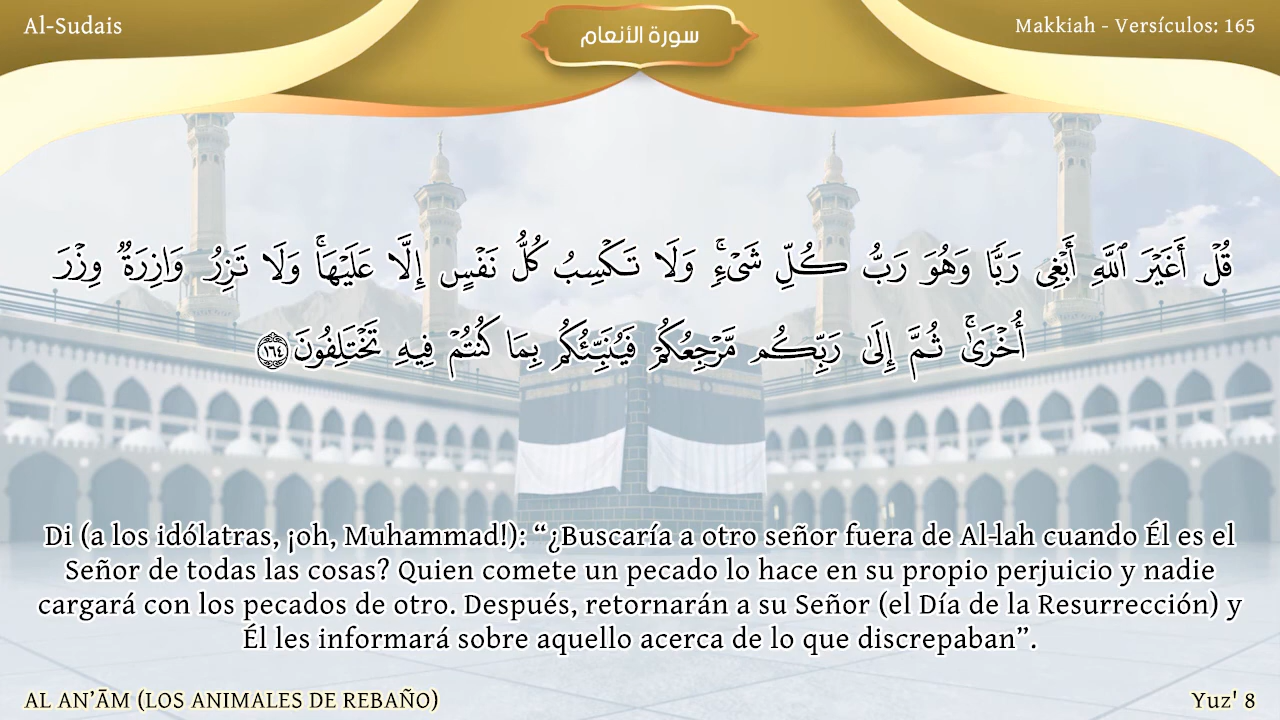 Al-Sudais
سورة الأنعام
Makkiah - Versículos: 165
قُلْ أَغَيْرَ ٱللَّهِ أَبْغِى رَبًّا وَهُوَ رَبُّ كُلِّ شَىْءٍۚ وَلَا تَكْسِبُ كُلُّ نَفْسٍ إِلَّا عَلَيْهَاۚ وَلَا تَزِرُ وَازِرَةٌ وِزْرَ
أُخْرَىٰۚ ثُمَّ إِلَىٰ رَبِّكُم مَّرْجِعُكُمْ فَيُنَبِّئُكُم بِمَا كُنتُمْ فِيهِ تَخْتَلِفُونَ ١٦٤
Di (a los idólatras, ¡oh, Muhammad!): “¿Buscaría a otro señor fuera de Al-lah cuando Él es el
Señor de todas las cosas? Quien comete un pecado lo hace en su propio perjuicio y nadie
cargará con los pecados de otro. Después, retornarán a su Señor (el Día de la Resurrección) y
Él les informará sobre aquello acerca de lo que discrepaban”.
AL AN’ĀM (LOS ANIMALES DE REBAÑO)
Yuz' 8